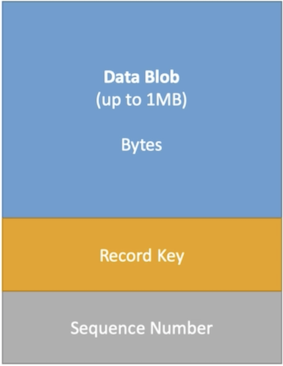 Data Blob
(up to 1MB)
Bytes
Record Key
Sequence Number